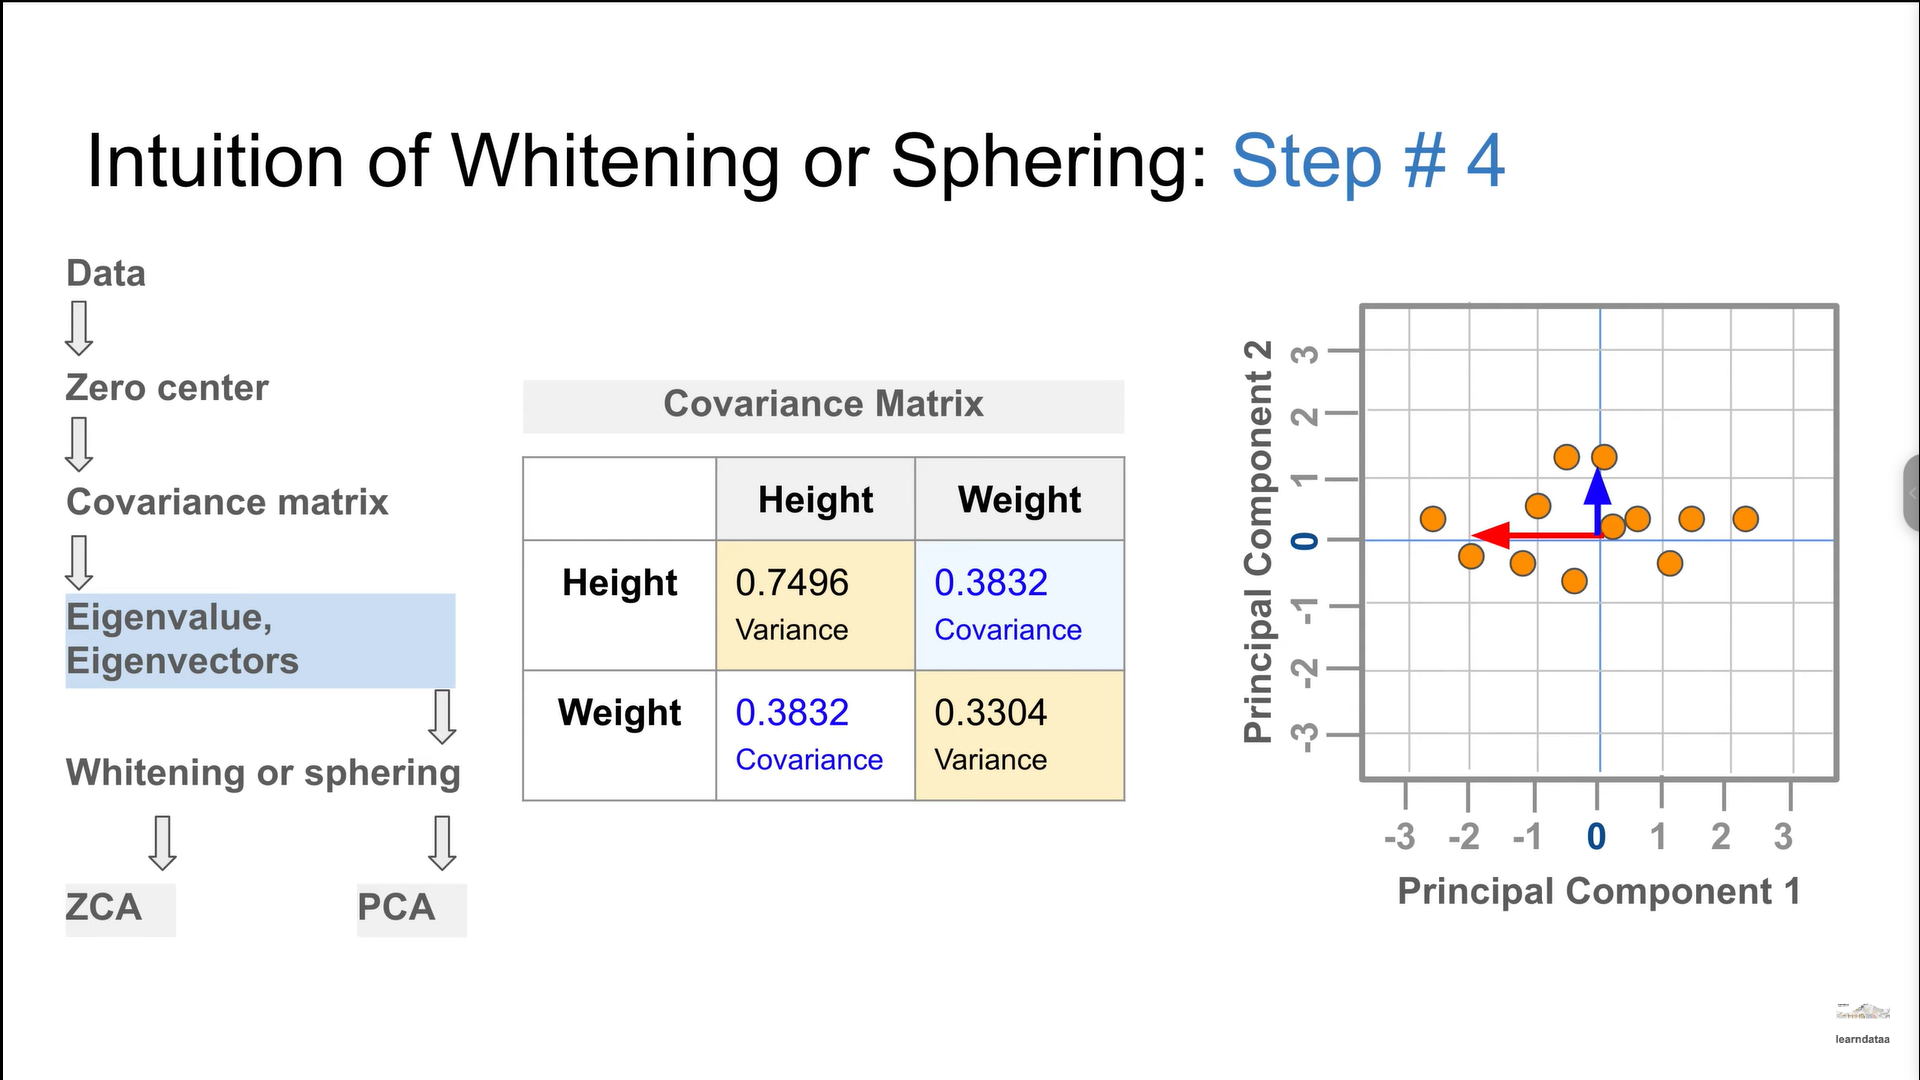 Intuition of Whitening or Sphering: Step # 4
Data
Zero center
Covariance matrix
Eigenvalue,
Eigenvectors
Whitening or sphering
ZCA PCA
Covariance Matrix
Height Weight
Height 0.7496 0.3832
Variance Covariance
Weight 0.3832 0.3304
Covariance Variance
Principal Component 2
3
2
1
0
-1
-2
-3
-3 -2 -1 0 1 2 3
Principal Component 1
learndataa